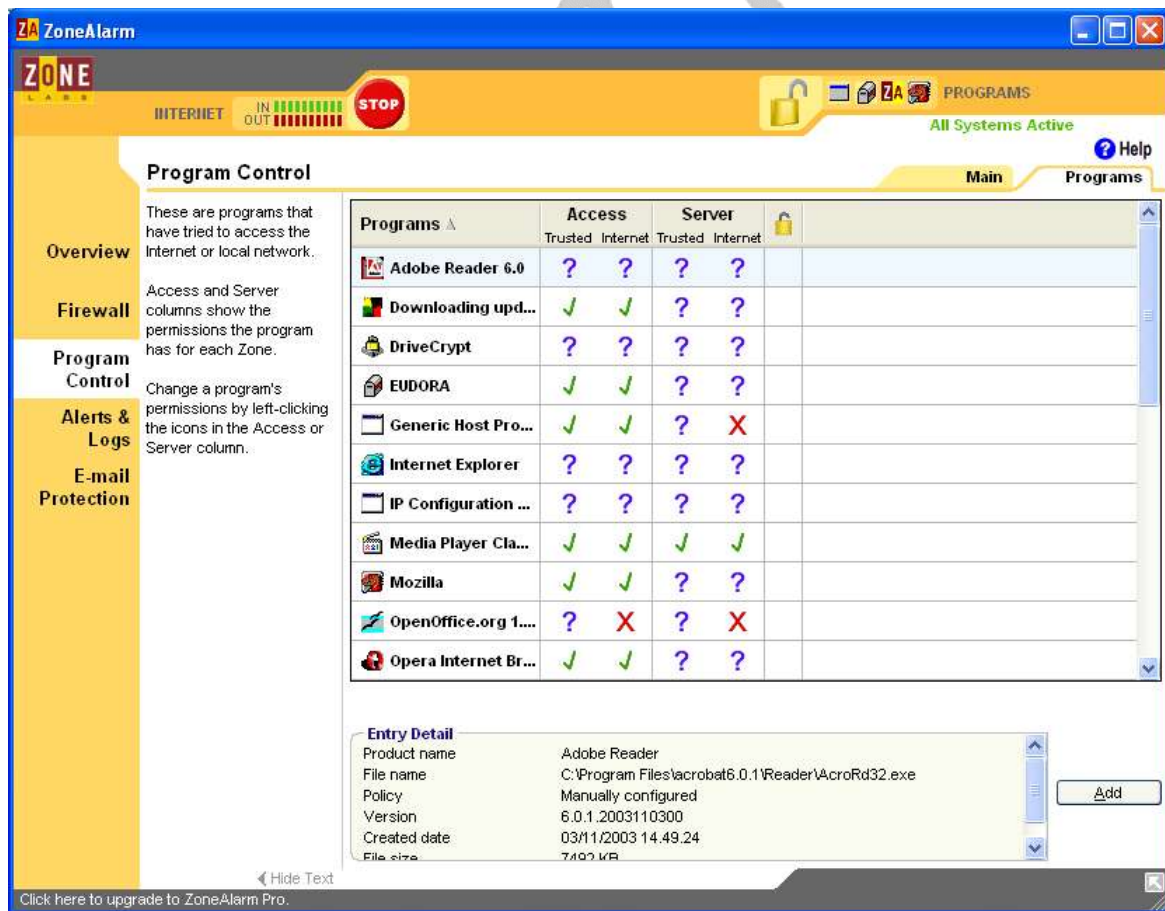 ZA ZoneAlarm
ZONE
LABS
INTERNET IN OUT STOP ZA PROGRAMS
All Systems Active
? Help
Program Control
Main Programs
Overview
Firewall
Program Control
Alerts & Logs
E-mail Protection
These are programs that
have tried to access the
Internet or local network.
Access and Server
columns show the
permissions the program
has for each Zone.
Change a program's
permissions by left-clicking
the icons in the Access or
Server column.
Programs Access Server
Trusted Internet Trusted Internet
Adobe Reader 6.0 ? ? ? ?
Downloading upd... √ √ ? ?
DriveCrypt ? ? ? ?
EUDORA √ √ ? ?
Generic Host Pro... √ √ ? X
Internet Explorer ? ? ? ?
IP Configuration ... ? ? ? ?
Media Player Cla... √ √ √ √
Mozilla √ √ ? ?
OpenOffice.org 1.... ? X ? X
Opera Internet Br... √ √ ? ?
Entry Detail
Product name Adobe Reader
File name C:\Program Files\acrobat6.0.1\Reader\AcroRd32.exe
Policy Manually configured
Version 6.0.1.2003110300
Created date 03/11/2003 14.49.24
File size 7492 KB
Add
Hide Text
Click here to upgrade to ZoneAlarm Pro.